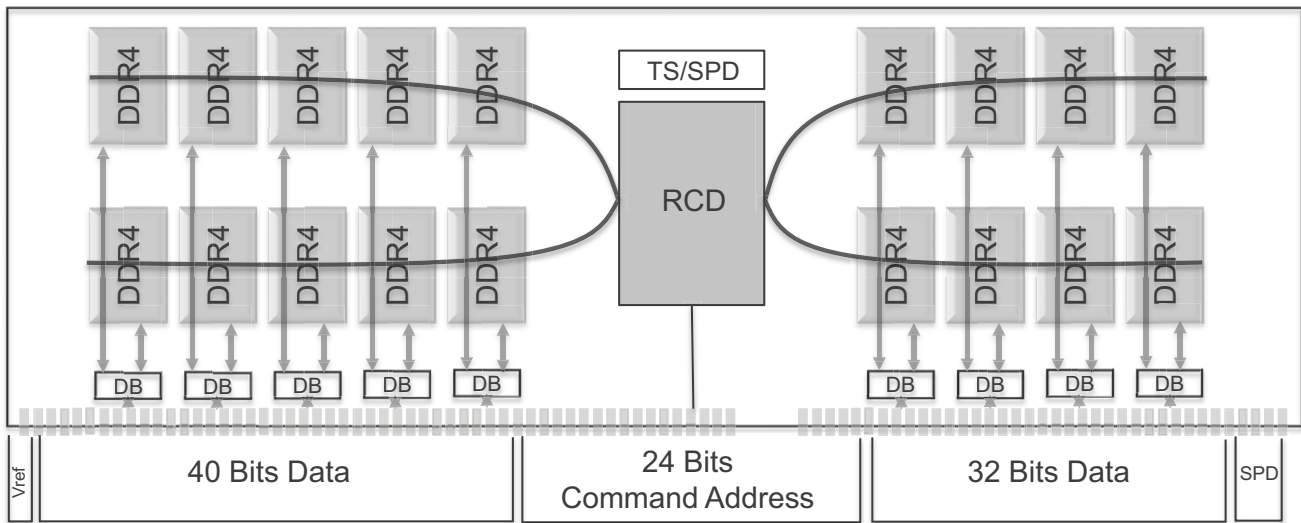 DDR4 DDR4 DDR4 DDR4 DDR4 DDR4 DDR4 DDR4 DDR4
TS/SPD
RCD
DDR4 DDR4 DDR4 DDR4 DDR4 DDR4 DDR4 DDR4 DDR4
DB DB DB DB DB DB DB DB DB
Vref
40 Bits Data
24 Bits
Command Address
32 Bits Data
SPD